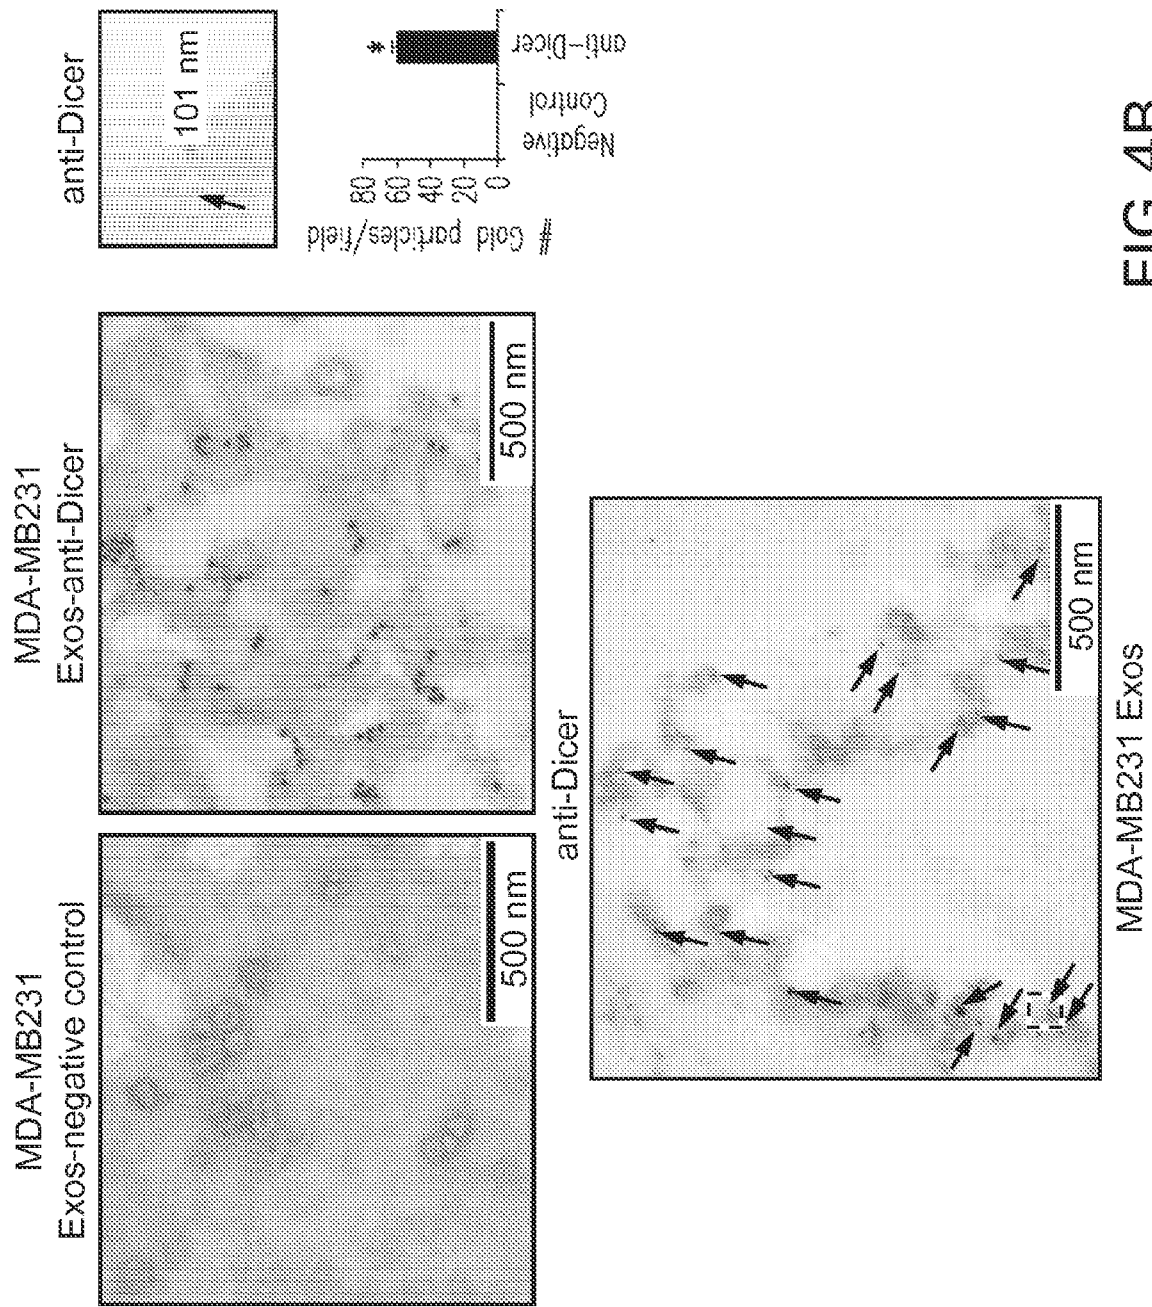 MDA-MB231
Exos-negative control
500 nm
MDA-MB231
Exos-anti-Dicer
500 nm
anti-Dicer
101 nm
# Gold particles/field
80
60
40
20
0
*
Negative
Control
anti-Dicer
anti-Dicer
500 nm
MDA-MB231 Exos
FIG. 4B